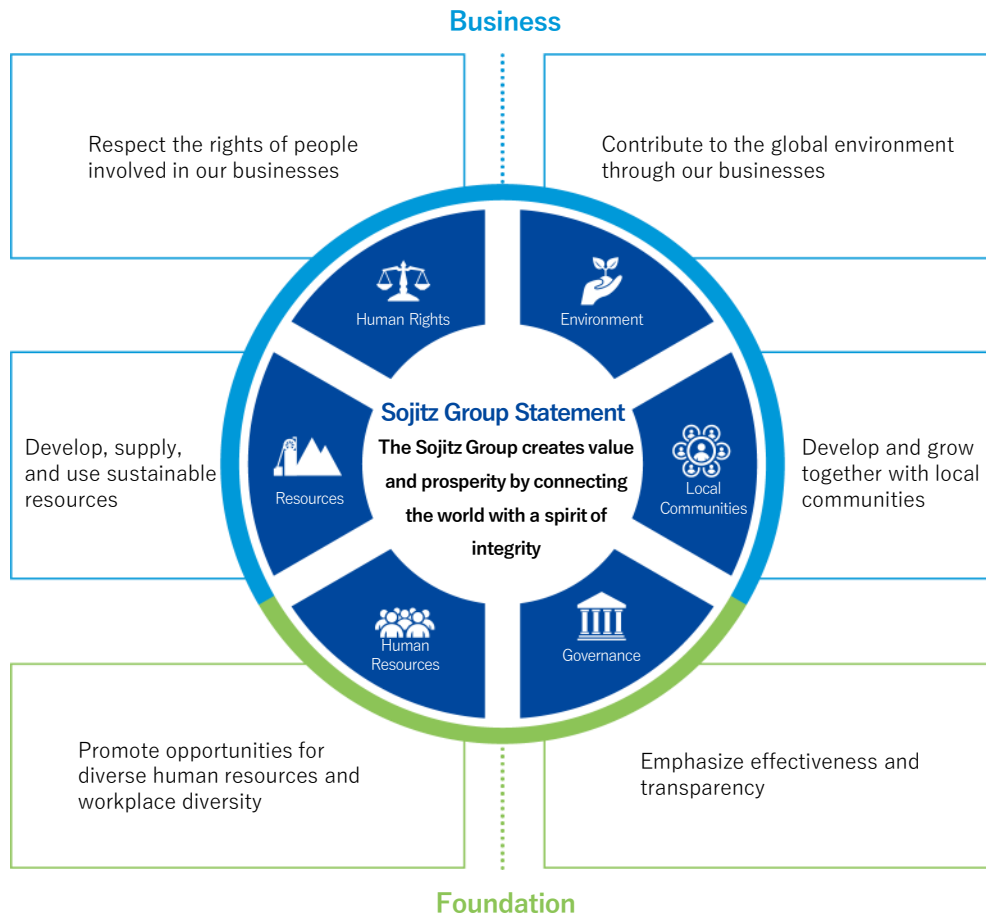 Business
Respect the rights of people
involved in our businesses
Contribute to the global environment
through our businesses
Human Rights
Environment
Develop, supply,
and use sustainable
resources
Resources
Sojitz Group Statement
The Sojitz Group creates value
and prosperity by connecting
the world with a spirit of
integrity
Local
Communities
Develop and grow
together with local
communities
Human
Resources
Governance
Promote opportunities for
diverse human resources and
workplace diversity
Emphasize effectiveness and
transparency
Foundation